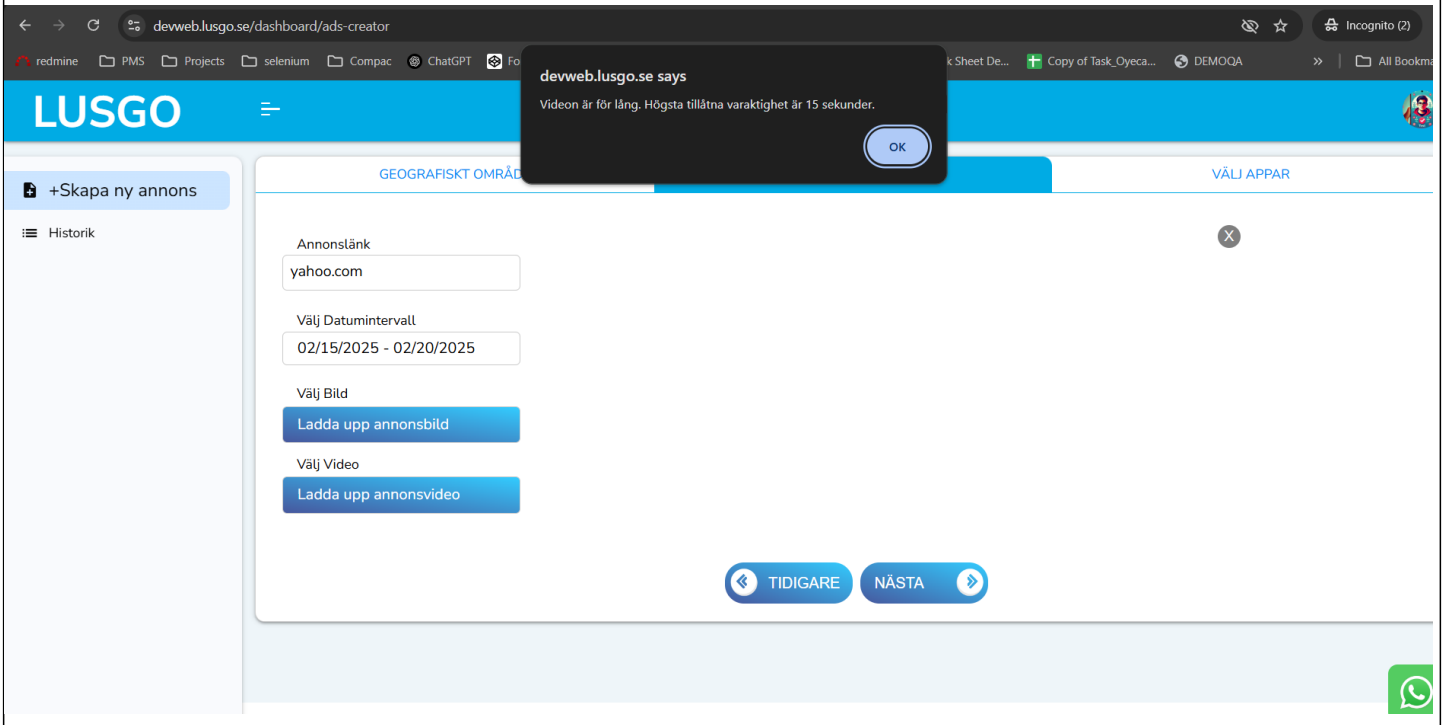 devweb.lusgo.se/dashboard/ads-creator
Incognito (2)
redmine PMS Projects selenium Compac ChatGPT Fo
k Sheet De... Copy of Task_Oyeca... DEMOQA » All Bookma
devweb.lusgo.se says
Videon är för lång. Högsta tillåtna varaktighet är 15 sekunder.
OK
LUSGO
+Skapa ny annons
Historik
GEOGRAFISKT OMRÅD
VÄLJ APPAR
X
Annonslänk
yahoo.com
Välj Datumintervall
02/15/2025 - 02/20/2025
Välj Bild
Ladda upp annonsbild
Välj Video
Ladda upp annonsvideo
TIDIGARE
NÄSTA